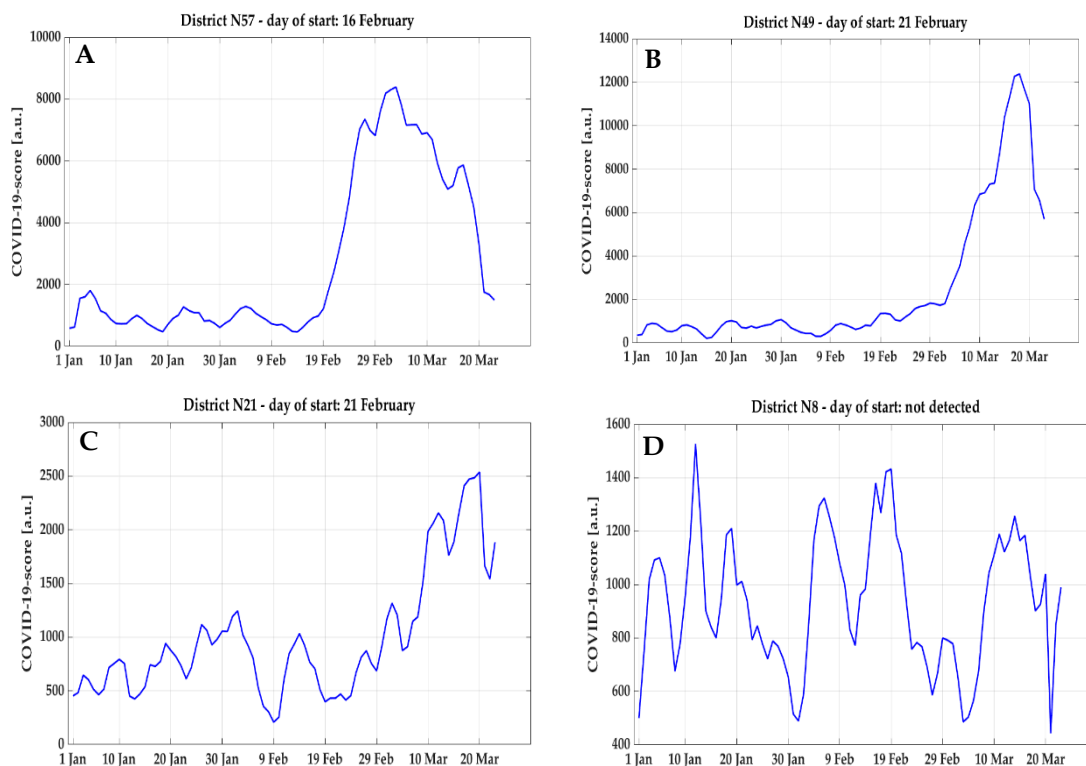 District N57 - day of start: 16 February
A
COVID-19-score [a.u.]
10000
8000
6000
4000
2000
0
1 Jan 10 Jan 20 Jan 30 Jan 9 Feb 19 Feb 29 Feb 10 Mar 20 Mar
District N49 - day of start: 21 February
B
COVID-19-score [a.u.]
14000
12000
10000
8000
6000
4000
2000
0
1 Jan 10 Jan 20 Jan 30 Jan 9 Feb 19 Feb 29 Feb 10 Mar 20 Mar
District N21 - day of start: 21 February
C
COVID-19-score [a.u.]
3000
2500
2000
1500
1000
500
0
1 Jan 10 Jan 20 Jan 30 Jan 9 Feb 19 Feb 29 Feb 10 Mar 20 Mar
District N8 - day of start: not detected
D
COVID-19-score [a.u.]
1600
1400
1200
1000
800
600
400
1 Jan 10 Jan 20 Jan 30 Jan 9 Feb 19 Feb 29 Feb 10 Mar 20 Mar